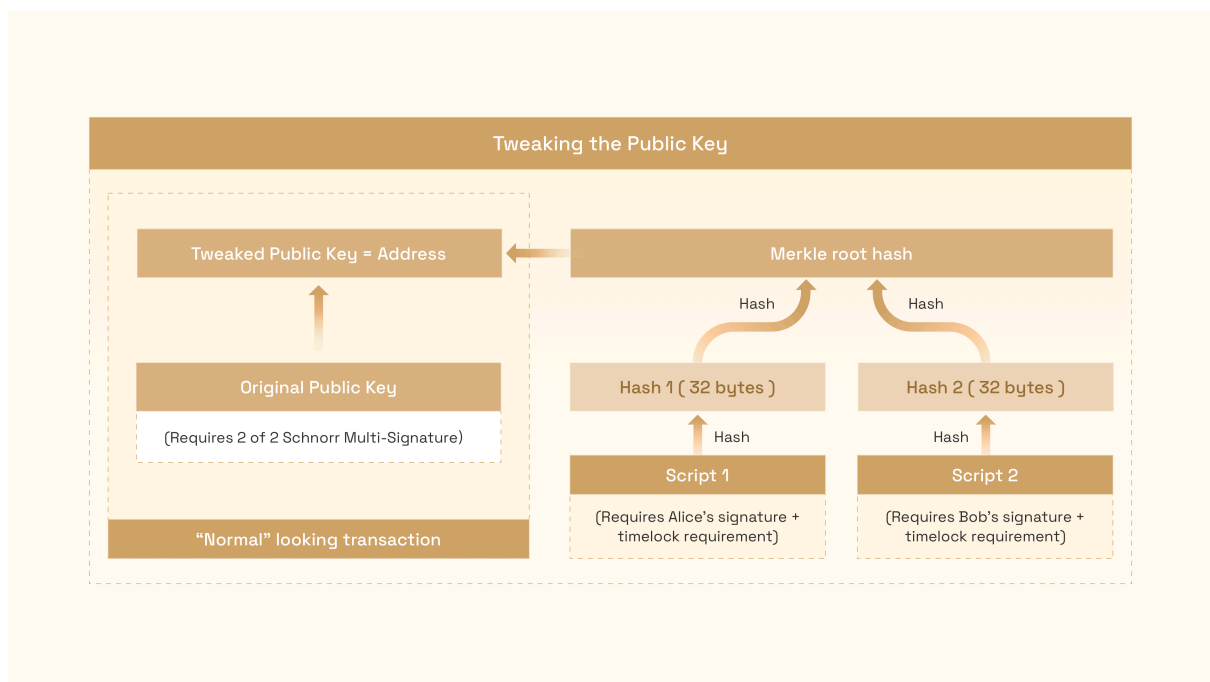 Tweaking the Public Key
Tweaked Public Key = Address
Merkle root hash
Hash
Hash
Original Public Key
(Requires 2 of 2 Schnorr Multi-Signature)
Hash 1 ( 32 bytes )
Hash 2 ( 32 bytes )
Hash
Hash
Script 1
(Requires Alice’s signature +
timelock requirement)
Script 2
(Requires Bob’s signature +
timelock requirement)
“Normal” looking transaction